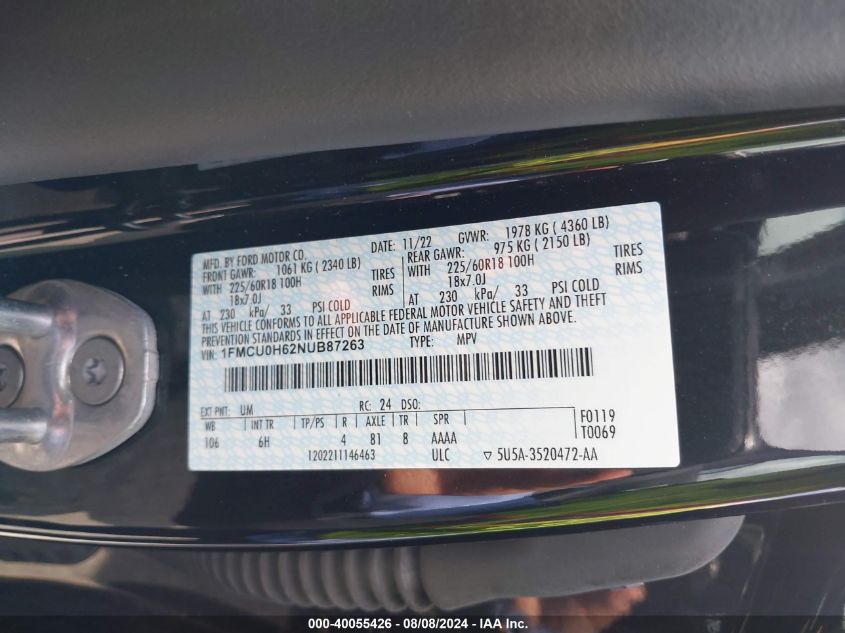 MFD. BY FORD MOTOR CO. DATE: 11/22 GVWR: 1978 KG ( 4360 LB)
FRONT GAWR: 1061 KG ( 2340 LB) REAR GAWR: 975 KG ( 2150 LB)
WITH 225/60R18 100H TIRES WITH 225/60R18 100H TIRES
18x7.0J RIMS 18x7.0J RIMS
AT 230 kPa/ 33 PSI COLD AT 230 kPa/ 33 PSI COLD
THIS VEHICLE CONFORMS TO ALL APPLICABLE FEDERAL MOTOR VEHICLE SAFETY AND THEFT
PREVENTION STANDARDS IN EFFECT ON THE DATE OF MANUFACTURE SHOWN ABOVE.
VIN: 1FMCU0H62NUB87263 TYPE: MPV
EXT PNT: UM RC: 24 DSO:
WB INT TR TP/PS R AXLE TR SPR F0119
106 6H 4 81 8 AAAA T0069
1202211146463 ULC ▽ 5U5A-3520472-AA
000-40055426 - 08/08/2024 - IAA Inc.